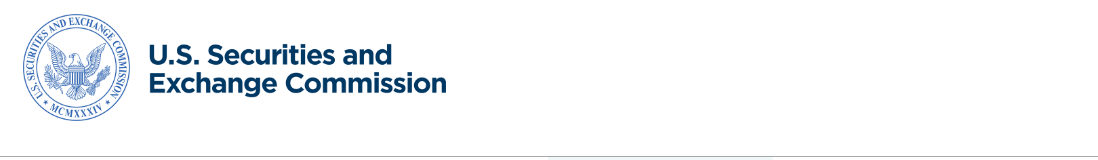 U.S. SECURITIES AND EXCHANGE COMMISSION
MCMXXXIV
U.S. Securities and
Exchange Commission